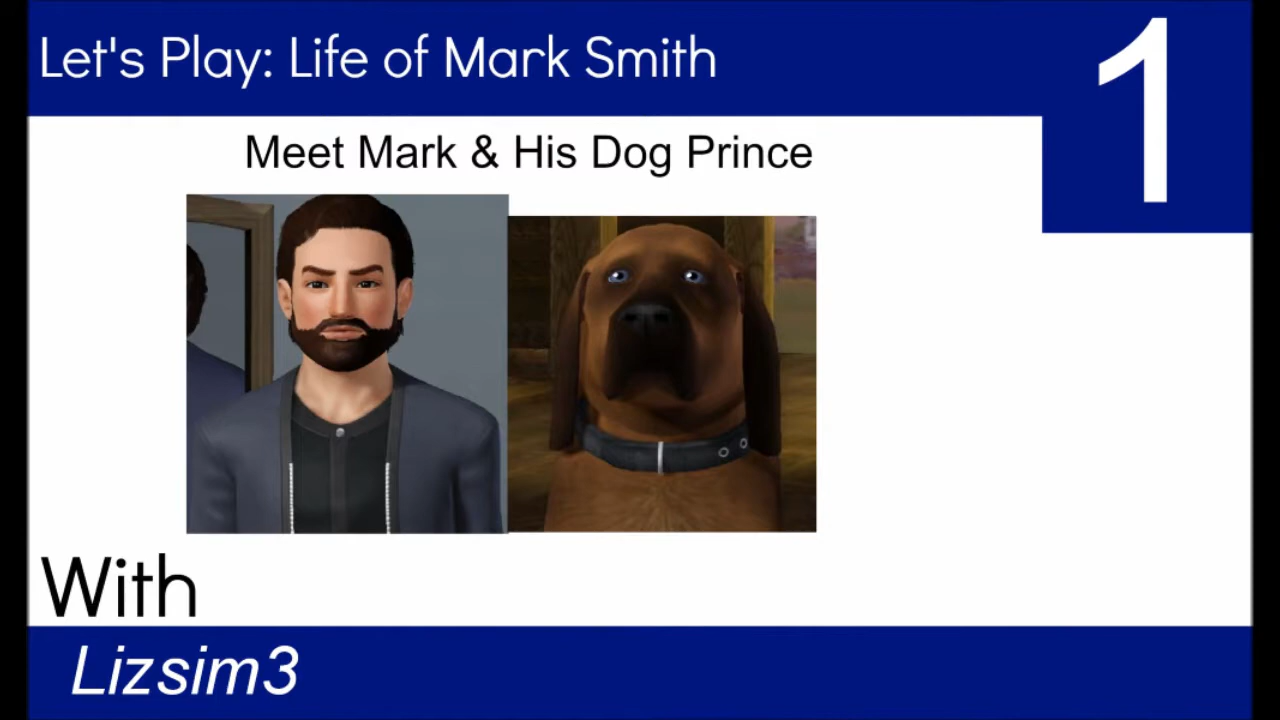 Let's Play: Life of Mark Smith
1
Meet Mark & His Dog Prince
With
Lizsim3